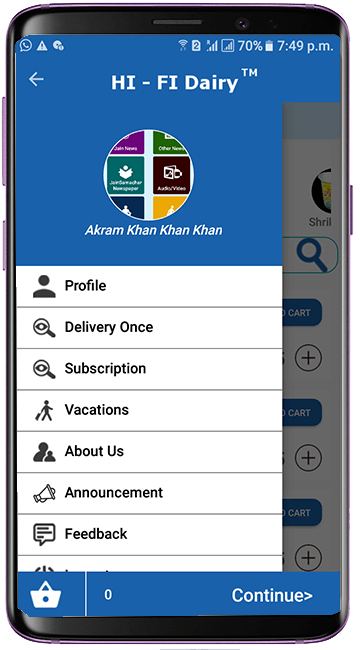 70% 7:49 p.m.
HI - FI Dairy™
Jain News
Other News
JainSamachar
Newspaper
Audio/Video
Akram Khan Khan Khan
Shril
Profile
Delivery Once
CART
Subscription
Vacations
CART
About Us
Announcement
CART
Feedback
0
Continue>